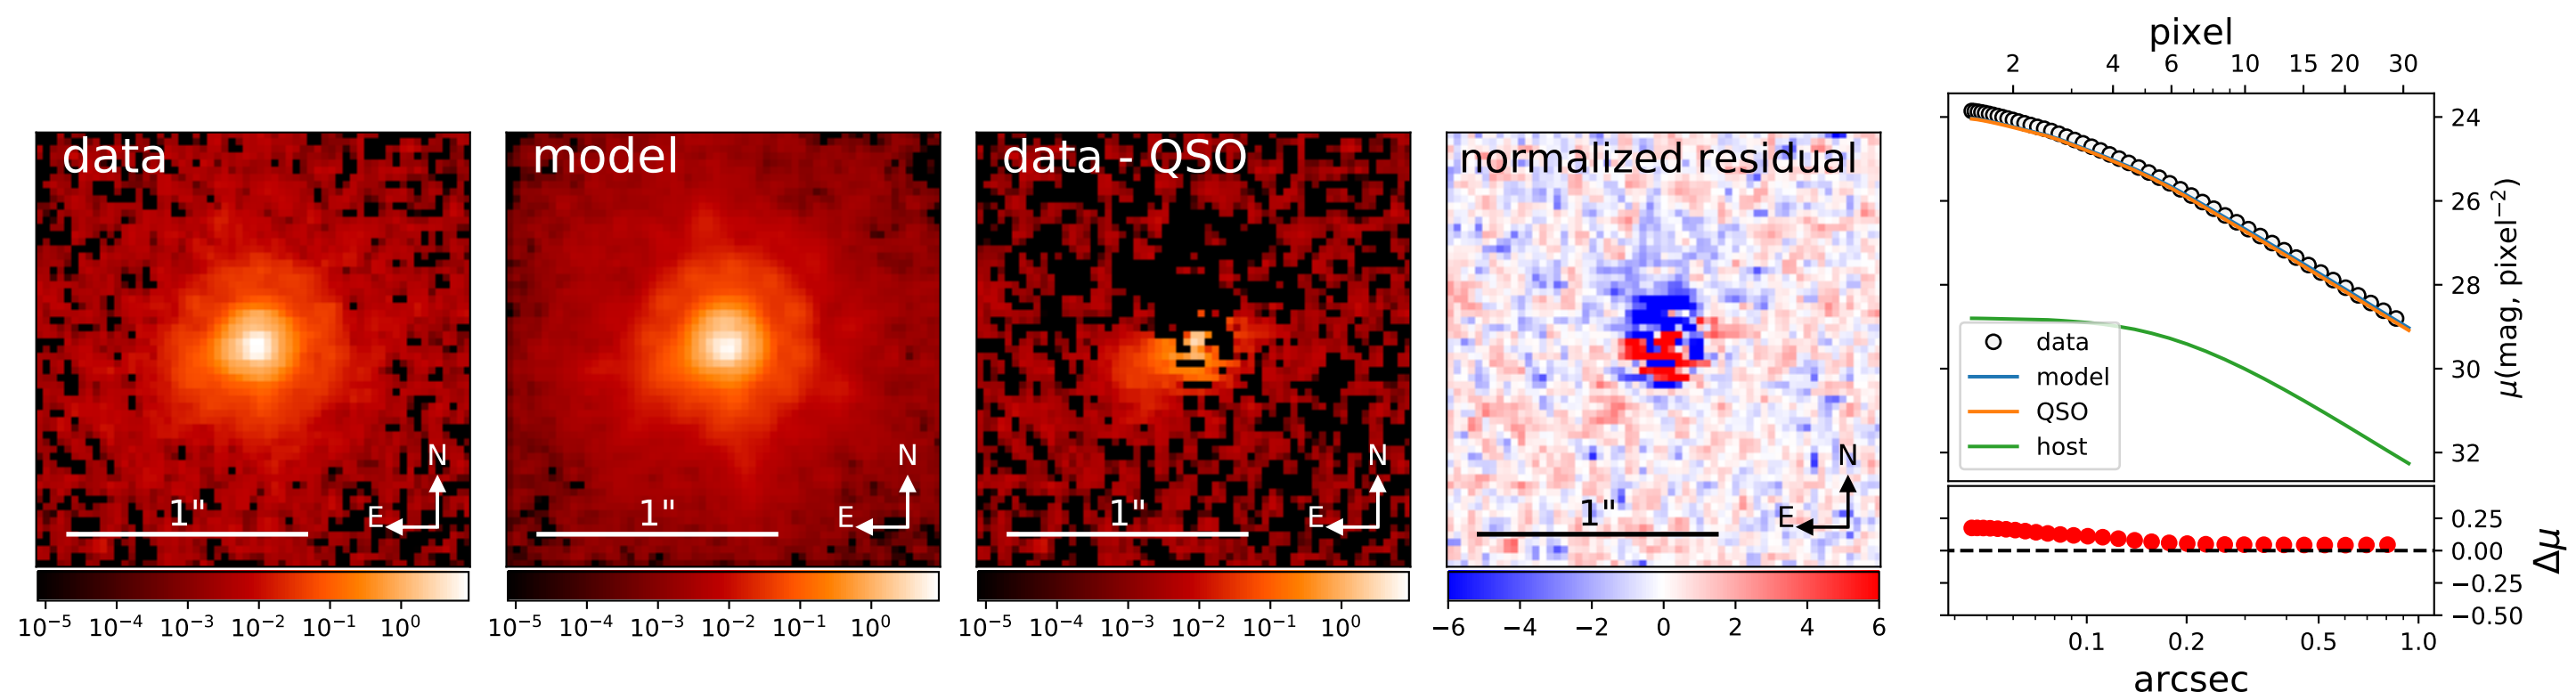 data
1"
N
E
10⁻⁵ 10⁻⁴ 10⁻³ 10⁻² 10⁻¹ 10⁰
model
1"
N
E
10⁻⁵ 10⁻⁴ 10⁻³ 10⁻² 10⁻¹ 10⁰
data - QSO
1"
N
E
10⁻⁵ 10⁻⁴ 10⁻³ 10⁻² 10⁻¹ 10⁰
normalized residual
1"
N
E
−6 −4 −2 0 2 4 6
pixel
2 4 6 10 15 20 30
24
26
28
30
32
μ(mag, pixel⁻²)
data
model
QSO
host
0.25
0.00
−0.25
−0.50
Δμ
0.1 0.2 0.5 1.0
arcsec